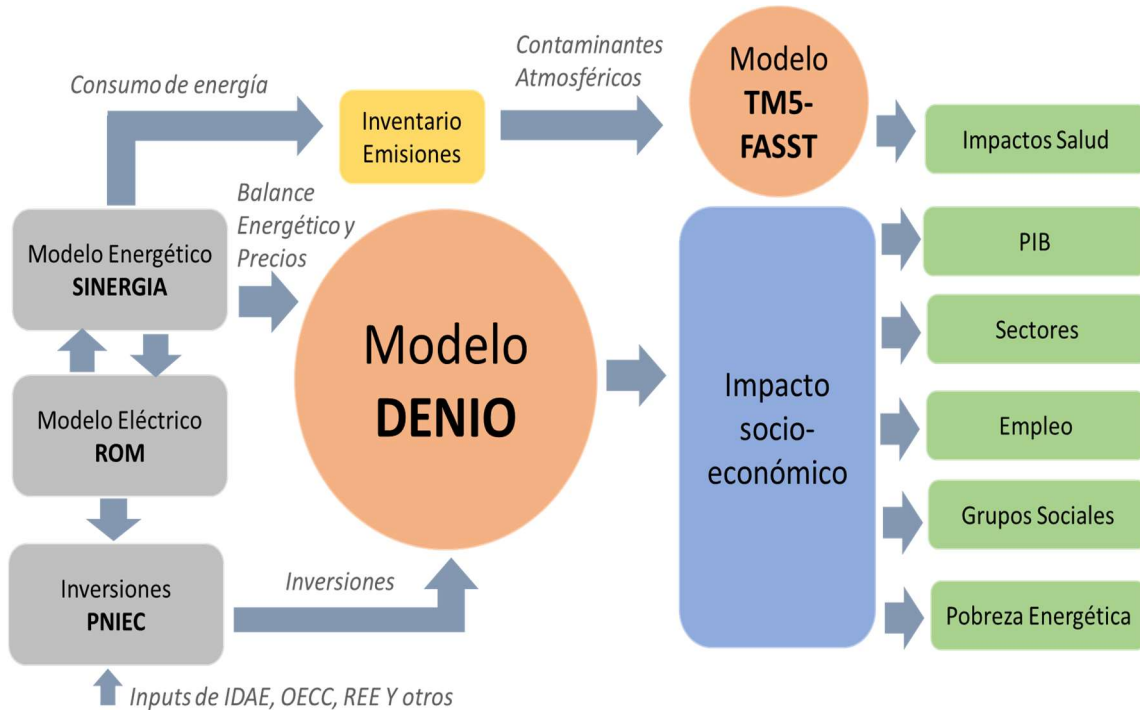 Consumo de energía
Inventario
Emisiones
Contaminantes
Atmosféricos
Modelo
TM5-
FASST
Impactos Salud
Modelo Energético
SINERGIA
Balance
Energético y
Precios
Modelo Eléctrico
ROM
Inversiones
PNIEC
Inputs de IDAE, OECC, REE Y otros
Inversiones
Modelo
DENIO
Impacto
socio-
económico
PIB
Sectores
Empleo
Grupos Sociales
Pobreza Energética